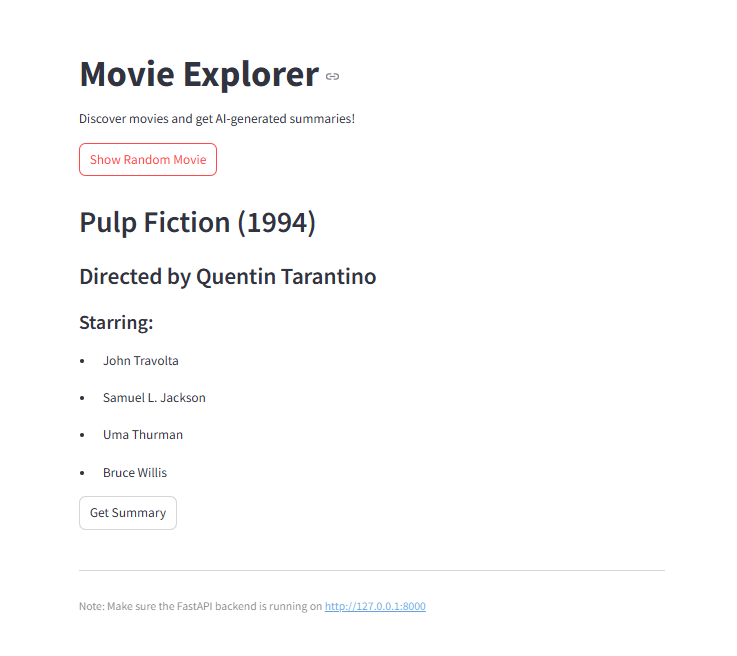 Movie Explorer
Discover movies and get AI-generated summaries!
Show Random Movie
Pulp Fiction (1994)
Directed by Quentin Tarantino
Starring:
• John Travolta
• Samuel L. Jackson
• Uma Thurman
• Bruce Willis
Get Summary
Note: Make sure the FastAPI backend is running on http://127.0.0.1:8000